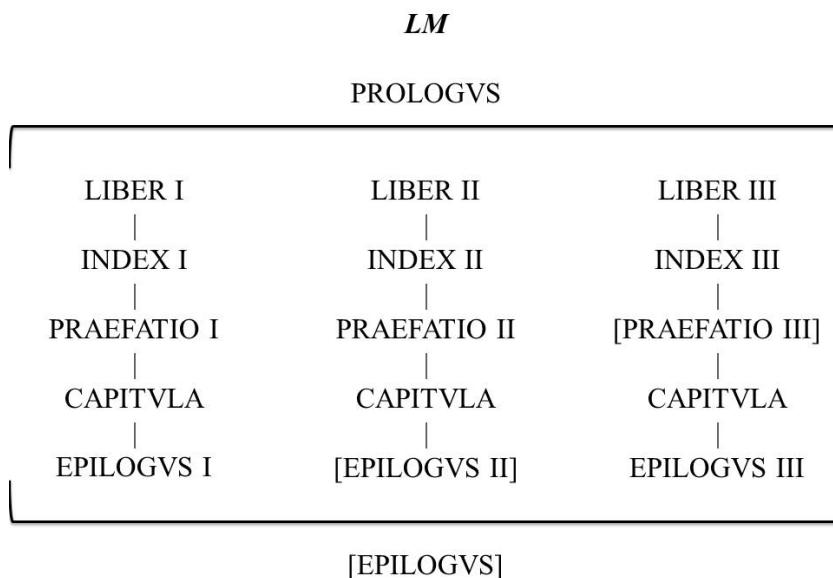 LM
PROLOGVS
LIBER I LIBER II LIBER III
INDEX I INDEX II INDEX III
PRAEFATIO I PRAEFATIO II [PRAEFATIO III]
CAPITVLA CAPITVLA CAPITVLA
EPILOGVS I [EPILOGVS II] EPILOGVS III
[EPILOGVS]